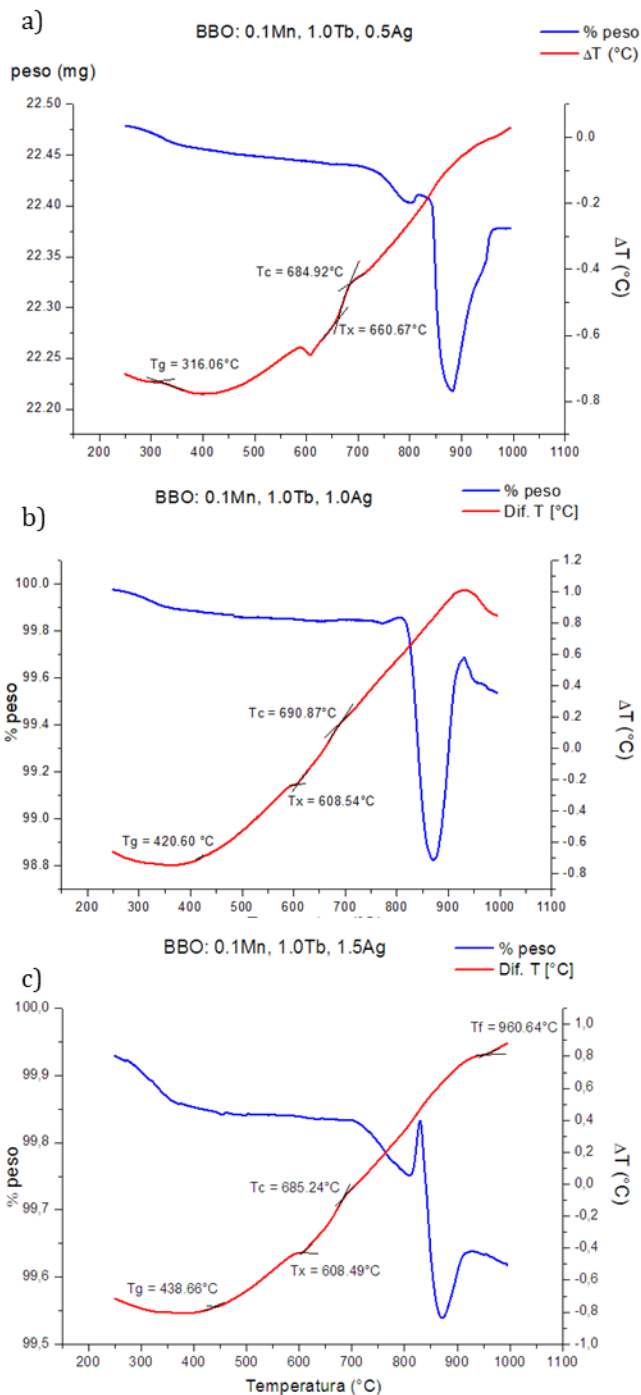 a)
BBO: 0.1Mn, 1.0Tb, 0.5Ag
% peso
ΔT (°C)
peso (mg)
22.50
22.45
22.40
22.35
22.30
22.25
22.20
0.0
-0.2
-0.4
-0.6
-0.8
ΔT (°C)
Tc = 684.92°C
Tx = 660.67°C
Tg = 316.06°C
200 300 400 500 600 700 800 900 1000 1100
b)
BBO: 0.1Mn, 1.0Tb, 1.0Ag
% peso
Dif. T [°C]
% peso
100.0
99.8
99.6
99.4
99.2
99.0
98.8
1.2
1.0
0.8
0.6
0.4
0.2
0.0
-0.2
-0.4
-0.6
-0.8
ΔT (°C)
Tc = 690.87°C
Tx = 608.54°C
Tg = 420.60 °C
200 300 400 500 600 700 800 900 1000 1100
c)
BBO: 0.1Mn, 1.0Tb, 1.5Ag
% peso
Dif. T [°C]
% peso
100,0
99,9
99,8
99,7
99,6
99,5
1,0
0,8
0,6
0,4
0,2
0,0
-0,2
-0,4
-0,6
-0,8
-1,0
ΔT (°C)
Tf = 960.64°C
Tc = 685.24°C
Tx = 608.49°C
Tg = 438.66°C
200 300 400 500 600 700 800 900 1000 1100
Temperatura (°C)